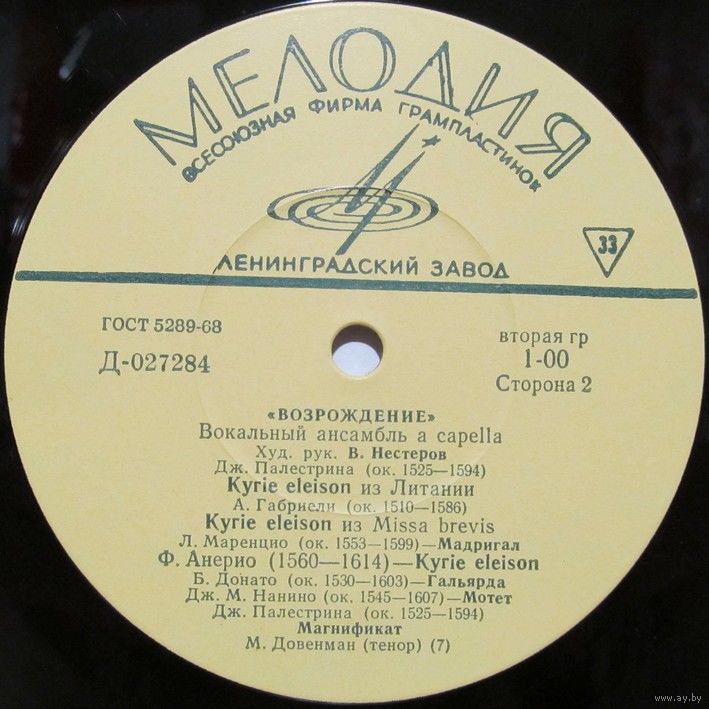 МЕЛОДИЯ
ВСЕСОЮЗНАЯ ФИРМА ГРАМПЛАСТИНОК
ЛЕНИНГРАДСКИЙ ЗАВОД
33
ГОСТ 5289-68
Д-027284
вторая гр
1-00
Сторона 2
«ВОЗРОЖДЕНИЕ»
Вокальный ансамбль a capella
Худ. рук. В. Нестеров
Дж. Палестрина (ок. 1525—1594)
Kyrie eleison из Литании
А. Габриели (ок. 1510—1586)
Kyrie eleison из Missa brevis
Л. Маренцио (ок. 1553—1599)—Мадригал
Ф. Анерио (1560—1614)—Kyrie eleison
Б. Донато (ок. 1530—1603)—Гальярда
Дж. М. Нанино (ок. 1545—1607)—Мотет
Дж. Палестрина (ок. 1525—1594)
Магнификат
М. Довенман (тенор) (7)
www.ay.by